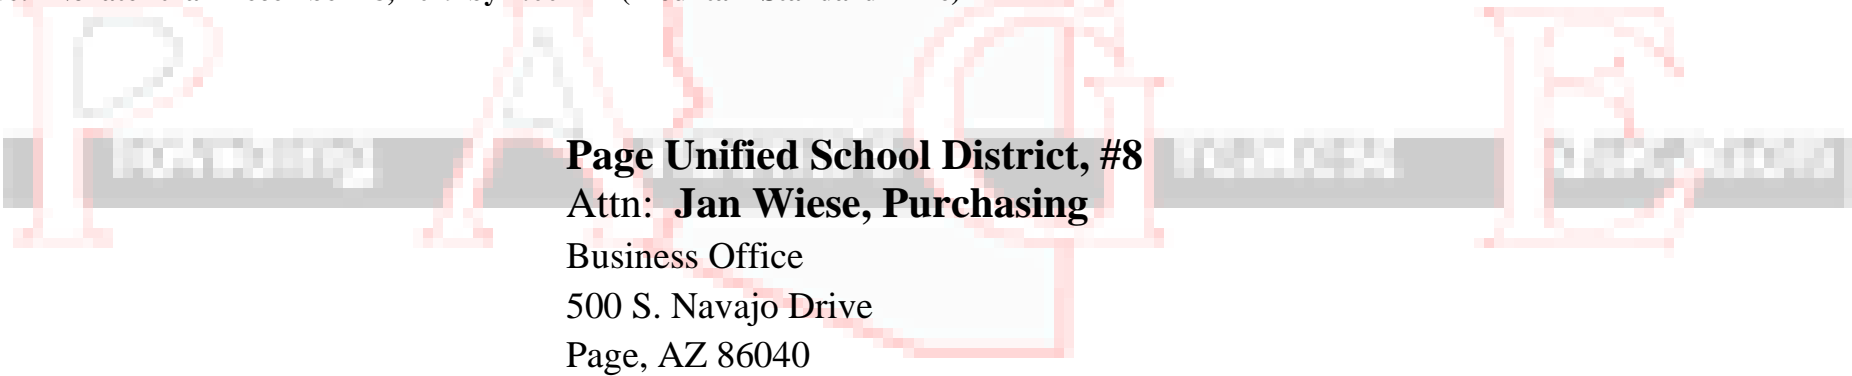 P A G E
Page Unified School District, #8
Attn: Jan Wiese, Purchasing
Business Office
500 S. Navajo Drive
Page, AZ 86040